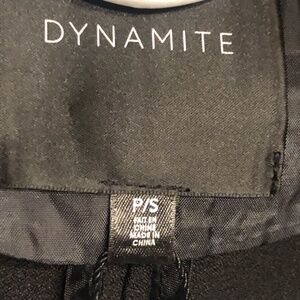 DYNAMITE
P/S
FAIT EN
CHINE
MADE IN
CHINA